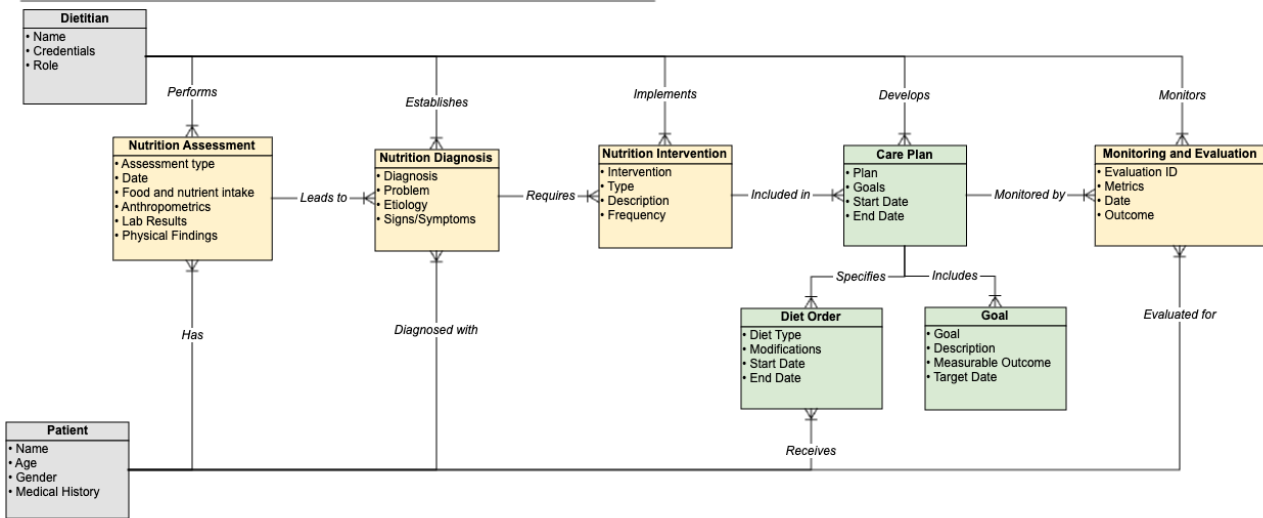 Dietitian
• Name
• Credentials
• Role
Performs
Establishes
Implements
Develops
Monitors
Nutrition Assessment
• Assessment type
• Date
• Food and nutrient intake
• Anthropometrics
• Lab Results
• Physical Findings
Leads to
Nutrition Diagnosis
• Diagnosis
• Problem
• Etiology
• Signs/Symptoms
Requires
Nutrition Intervention
• Intervention
• Type
• Description
• Frequency
Included in
Care Plan
• Plan
• Goals
• Start Date
• End Date
Monitored by
Monitoring and Evaluation
• Evaluation ID
• Metrics
• Date
• Outcome
Specifies
Includes
Has
Diagnosed with
Diet Order
• Diet Type
• Modifications
• Start Date
• End Date
Goal
• Goal
• Description
• Measurable Outcome
• Target Date
Evaluated for
Patient
• Name
• Age
• Gender
• Medical History
Receives